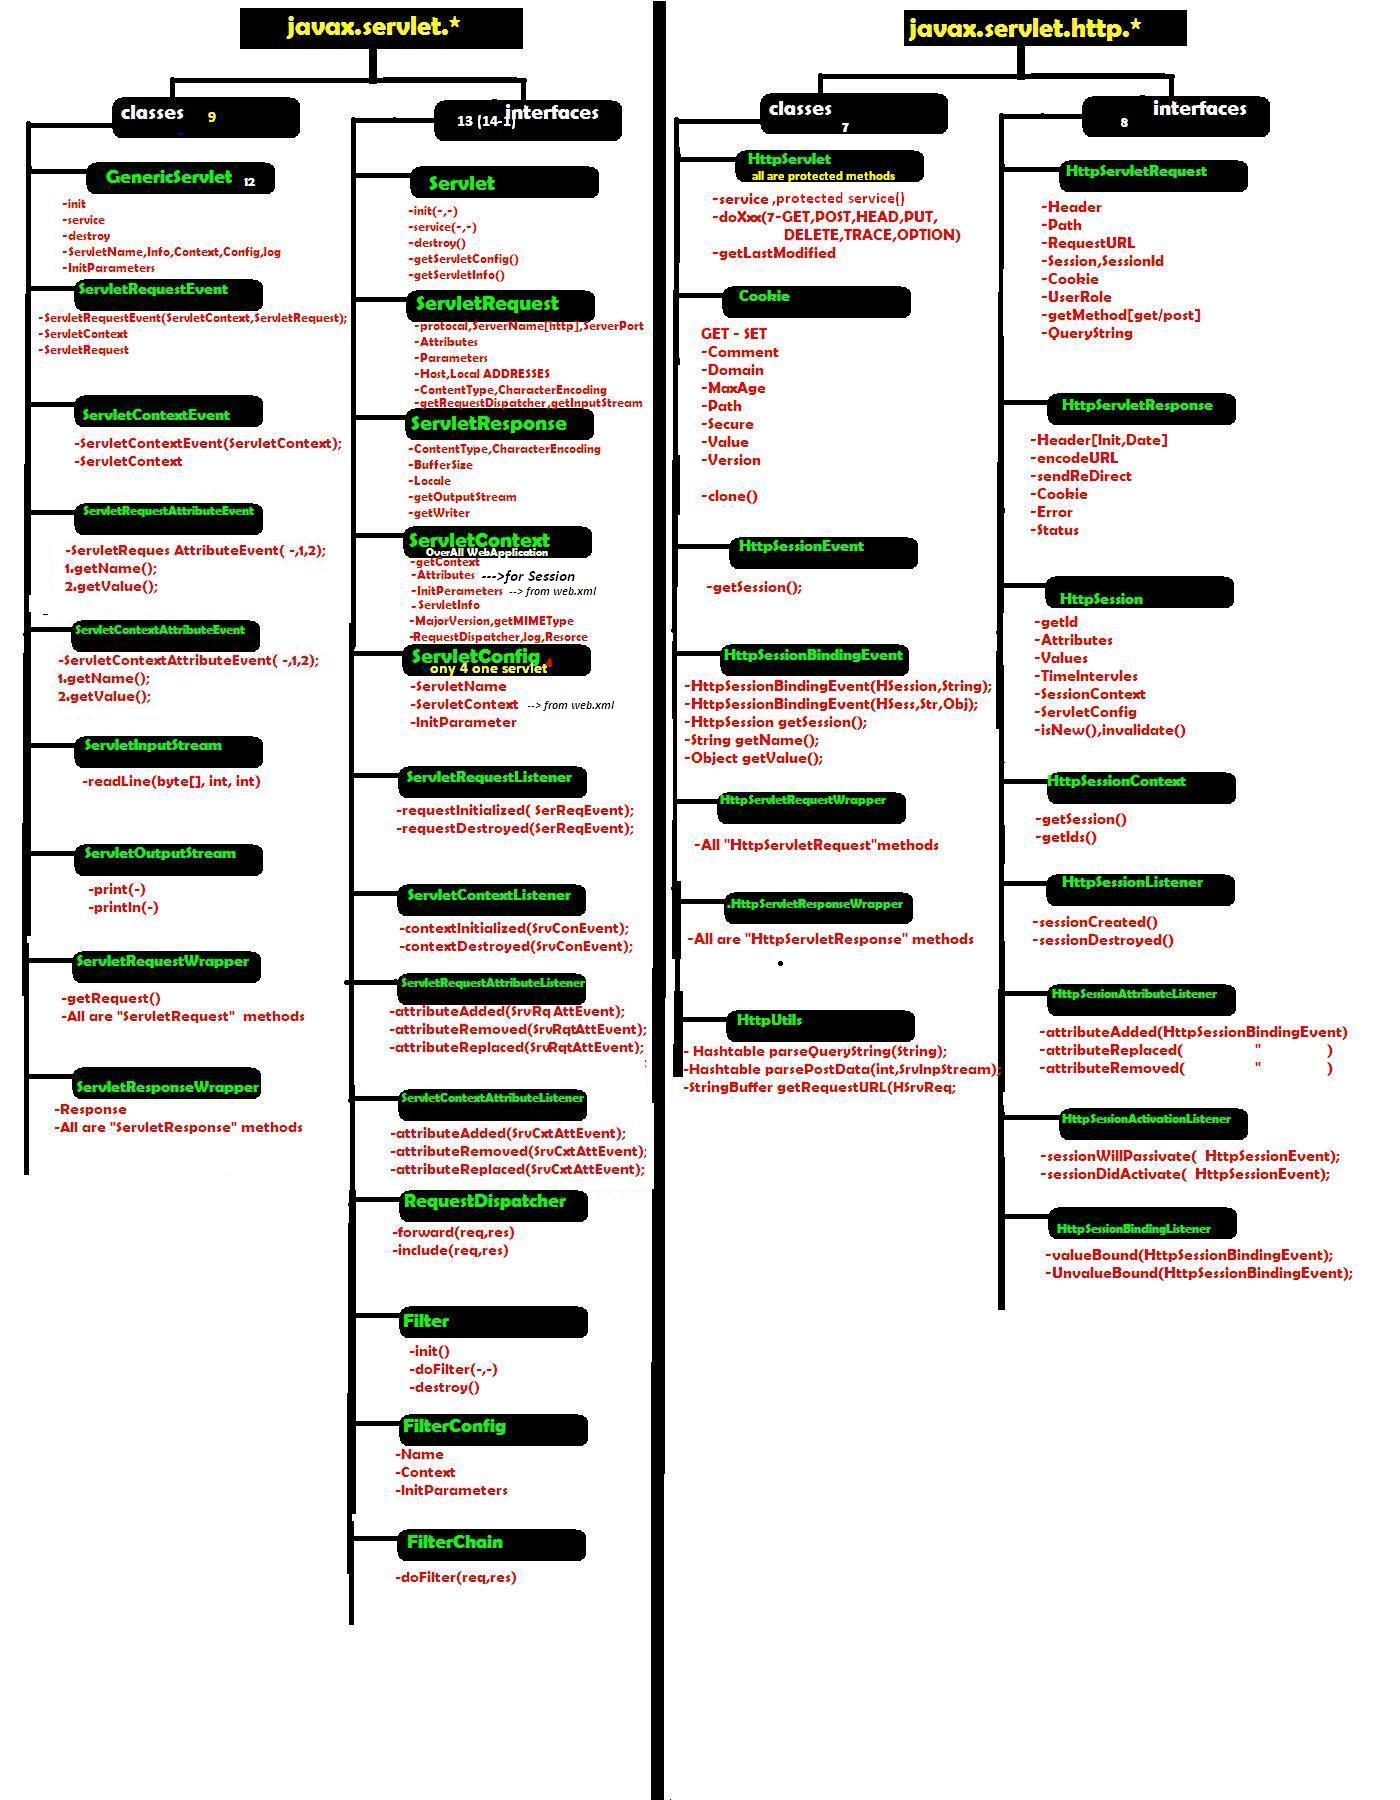 javax.servlet.*
classes 9
GenericServlet 12
-init
-service
-destroy
-ServletName,Info,Context,Config,log
-InitParameters
ServletRequestEvent
-ServletRequestEvent(ServletContext,ServletRequest);
-ServletContext
-ServletRequest
ServletContextEvent
-ServletContextEvent(ServletContext);
-ServletContext
ServletRequestAttributeEvent
-ServletReques AttributeEvent( -,1,2);
1.getName();
2.getValue();
ServletContextAttributeEvent
-ServletContextAttributeEvent( -,1,2);
1.getName();
2.getValue();
ServletInputStream
-readLine(byte[], int, int)
ServletOutputStream
-print(-)
-println(-)
ServletRequestWrapper
-getRequest()
-All are "ServletRequest" methods
ServletResponseWrapper
-Response
-All are "ServletResponse" methods
13 (14-1) interfaces
Servlet
-init(-,-)
-service(-,-)
-destroy()
-getServletConfig()
-getServletInfo()
ServletRequest
-protocal,ServerName[http],ServerPort
-Attributes
-Parameters
-Host,Local ADDRESSES
-ContentType,CharacterEncoding
-getRequestDispatcher,getInputStream
ServletResponse
-ContentType,CharacterEncoding
-BufferSize
-Locale
-getOutputStream
-getWriter
ServletContext
OverAll WebApplication
-getContext
-Attributes --->for Session
-InitPerameters --> from web.xml
- ServletInfo
-MajorVersion,getMIMEType
-RequestDispatcher,log,Resorce
ServletConfig 4
ony 4 one servlet
-ServletName
-ServletContext --> from web.xml
-InitParameter
ServletRequestListener
-requestInitialized( SerReqEvent);
-requestDestroyed(SerReqEvent);
ServletContextListener
-contextInitialized(SrvConEvent);
-contextDestroyed(SrvConEvent);
ServletRequestAttributeListener
-attributeAdded(SrvRq AttEvent);
-attributeRemoved(SrvRqtAttEvent);
-attributeReplaced(SrvRqtAttEvent);
;
ServletContextAttributeListener
-attributeAdded(SrvCxtAttEvent);
-attributeRemoved(SrvCxtAttEvent);
-attributeReplaced(SrvCxtAttEvent);
RequestDispatcher
-forward(req,res)
-include(req,res)
Filter
-init()
-doFilter(-,-)
-destroy()
FilterConfig
-Name
-Context
-InitParameters
FilterChain
-doFilter(req,res)
javax.servlet.http.*
classes
7
HttpServlet
all are protected methods
-service ,protected service()
-doXxx(7-GET,POST,HEAD,PUT,
DELETE,TRACE,OPTION)
-getLastModified
Cookie
GET - SET
-Comment
-Domain
-MaxAge
-Path
-Secure
-Value
-Version
-clone()
HttpSessionEvent
-getSession();
HttpSessionBindingEvent
-HttpSessionBindingEvent(HSession,String);
-HttpSessionBindingEvent(HSess,Str,Obj);
-HttpSession getSession();
-String getName();
-Object getValue();
HttpServletRequestWrapper
-All "HttpServletRequest"methods
.HttpServletResponseWrapper
-All are "HttpServletResponse" methods
HttpUtils
- Hashtable parseQueryString(String);
-Hashtable parsePostData(int,SrvInpStream);
-StringBuffer getRequestURL(HSrvReq;
8 interfaces
HttpServletRequest
-Header
-Path
-RequestURL
-Session,SessionId
-Cookie
-UserRole
-getMethod[get/post]
-QueryString
HttpServletResponse
-Header[Init,Date]
-encodeURL
-sendReDirect
-Cookie
-Error
-Status
HttpSession
-getId
-Attributes
-Values
-TimeIntervles
-SessionContext
-ServletConfig
-isNew(),invalidate()
HttpSessionContext
-getSession()
-getIds()
HttpSessionListener
-sessionCreated()
-sessionDestroyed()
HttpSessionAttributeListener
-attributeAdded(HttpSessionBindingEvent)
-attributeReplaced( " )
-attributeRemoved( " )
HttpSessionActivationListener
-sessionWillPassivate( HttpSessionEvent);
-sessionDidActivate( HttpSessionEvent);
HttpSessionBindingListener
-valueBound(HttpSessionBindingEvent);
-UnvalueBound(HttpSessionBindingEvent);